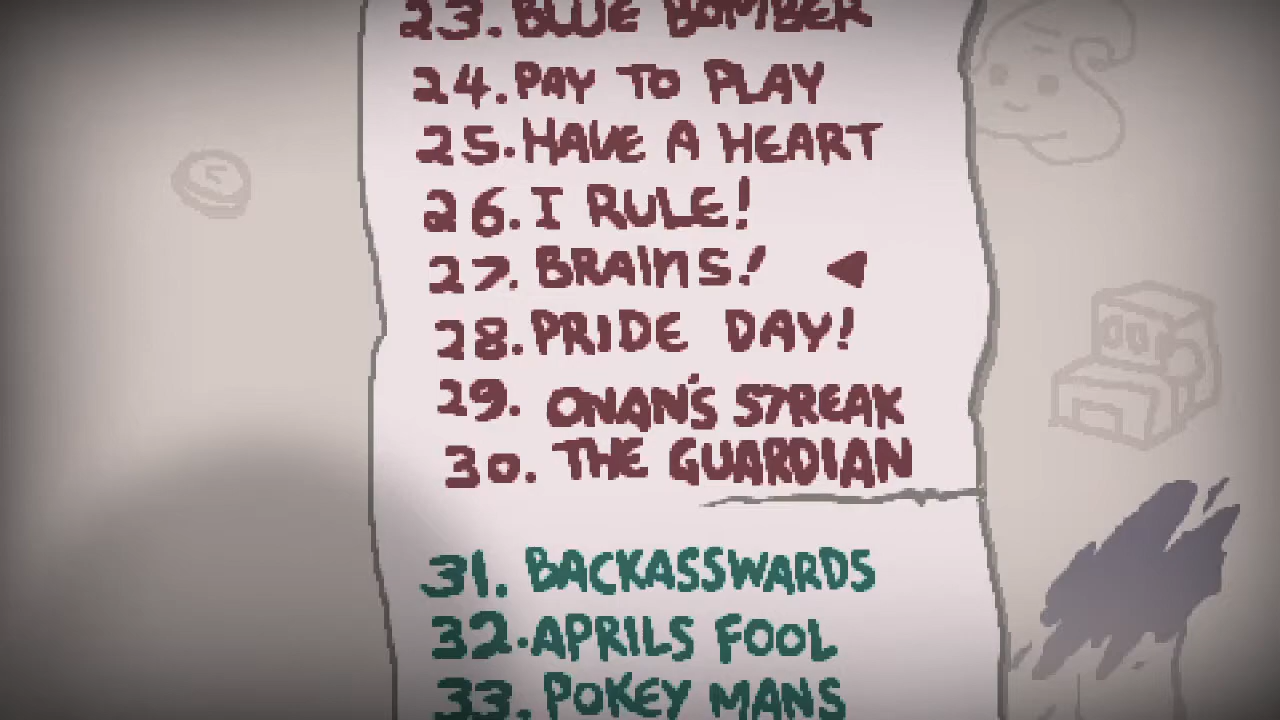 23. BLUE BOMBER
24. PAY TO PLAY
25. HAVE A HEART
26. I RULE!
27. BRAINS!
28. PRIDE DAY!
29. ONAN'S STREAK
30. THE GUARDIAN
31. BACKASSWARDS
32. APRILS FOOL
33. POKEY MANS